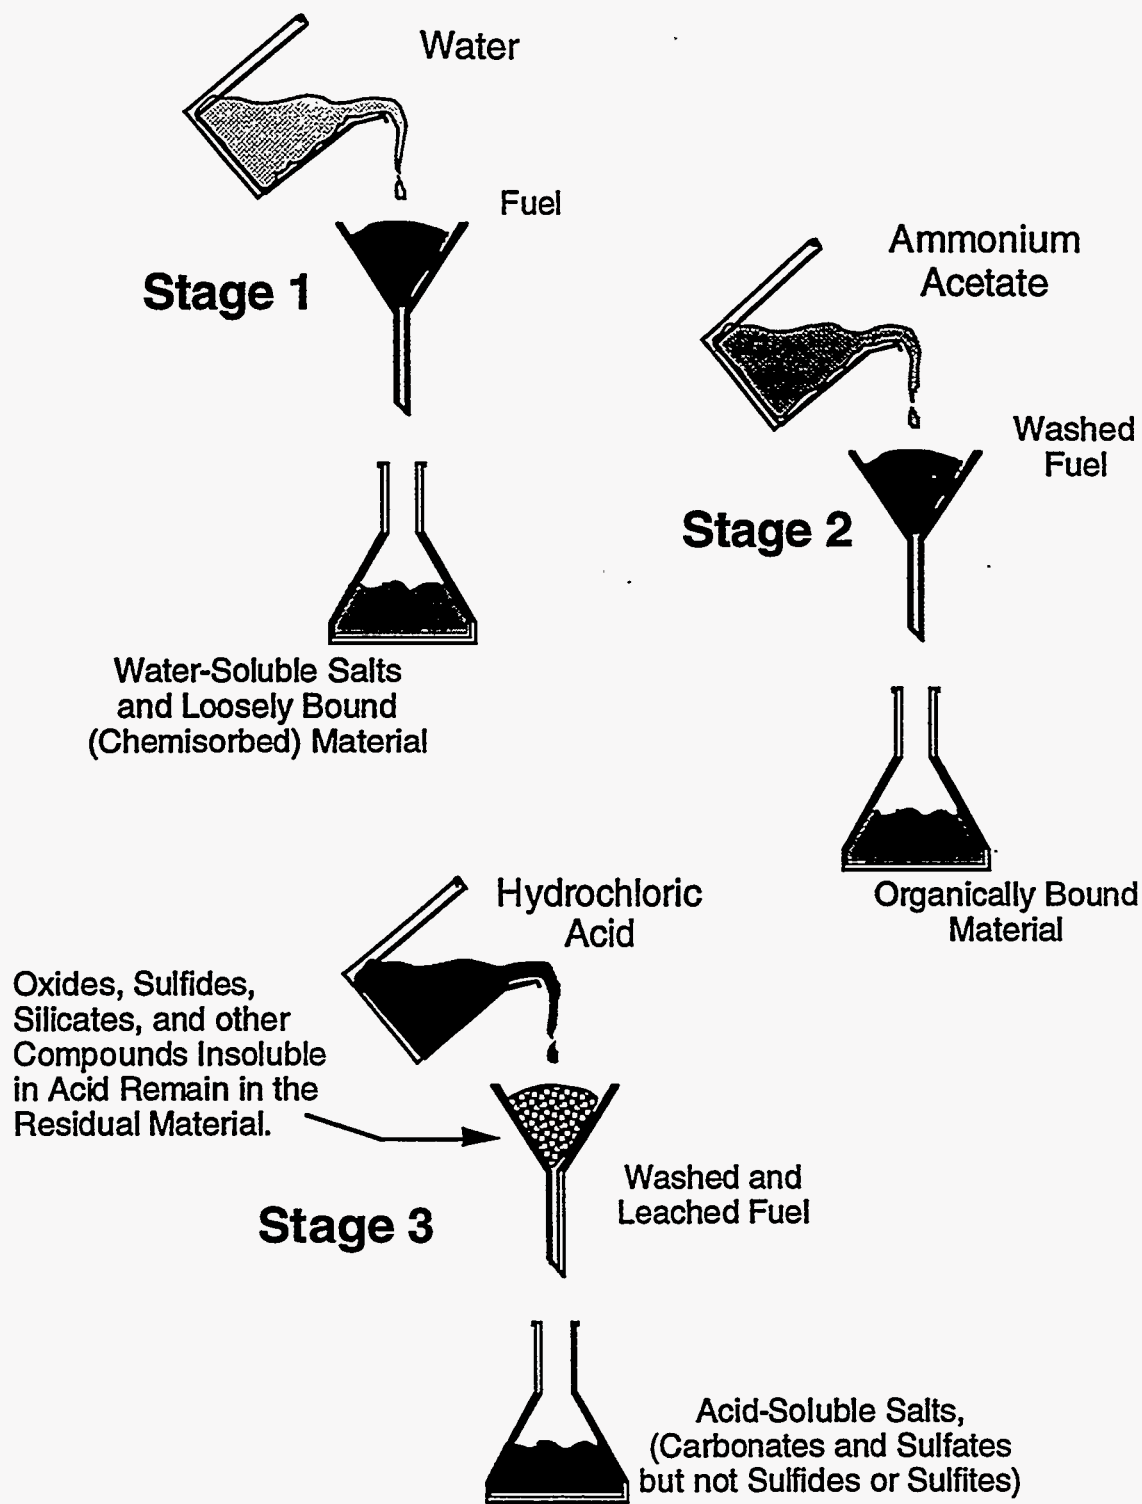 Water
Fuel
Stage 1
Water-Soluble Salts
and Loosely Bound
(Chemisorbed) Material
Ammonium
Acetate
Washed
Fuel
Stage 2
Organically Bound
Material
Hydrochloric
Acid
Oxides, Sulfides,
Silicates, and other
Compounds Insoluble
in Acid Remain in the
Residual Material.
Washed and
Leached Fuel
Stage 3
Acid-Soluble Salts,
(Carbonates and Sulfates
but not Sulfides or Sulfites)